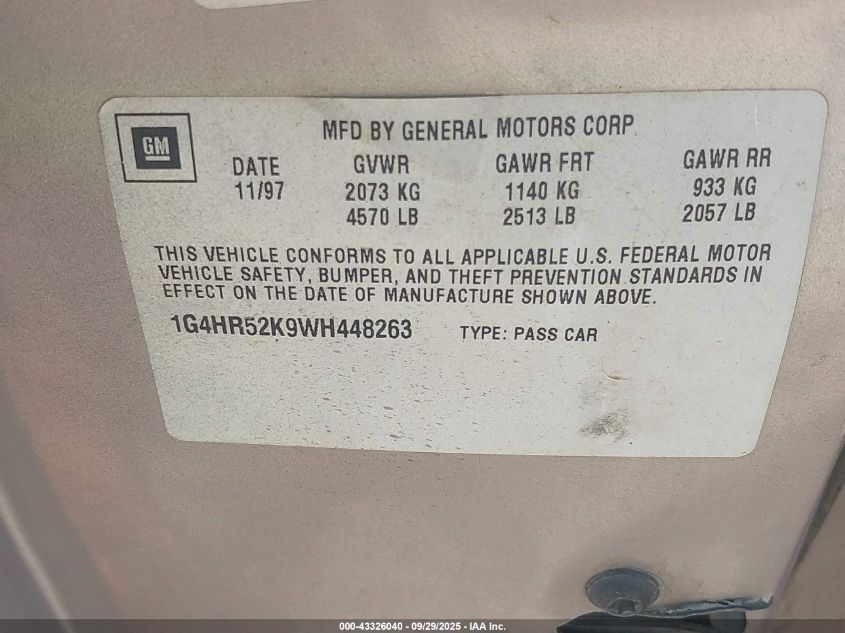 MFD BY GENERAL MOTORS CORP
GM
DATE GVWR GAWR FRT GAWR RR
11/97 2073 KG 1140 KG 933 KG
4570 LB 2513 LB 2057 LB
THIS VEHICLE CONFORMS TO ALL APPLICABLE U.S. FEDERAL MOTOR
VEHICLE SAFETY, BUMPER, AND THEFT PREVENTION STANDARDS IN
EFFECT ON THE DATE OF MANUFACTURE SHOWN ABOVE.
1G4HR52K9WH448263 TYPE: PASS CAR
000-43326040 - 09/29/2025 - IAA Inc.